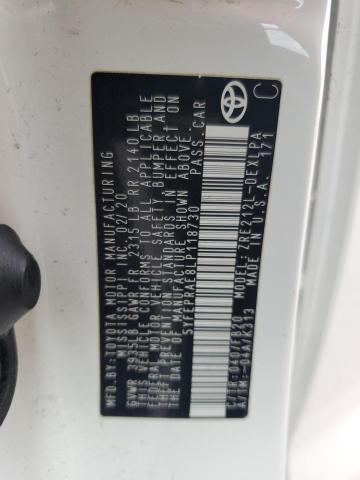 MFD.BY:TOYOTA MOTOR MANUFACTURING
MISSISSIPPI INC. 02/20
GVWR 3935LB GAWR FR 2315LB RR 2140LB
THIS VEHICLE CONFORMS TO ALL APPLICABLE
FEDERAL MOTOR VEHICLE SAFETY BUMPER AND
THEFT PREVENTION STANDARDS IN EFFECT ON
THE DATE OF MANUFACTURE SHOWN ABOVE.
5YFEPRAE8LP118730 PASS.CAR
C/TR:040/FB20 ZRE212L-DEXLPA
A/TM:-04A/K313 MADE IN U.S.A. 171
TOYOTA
C